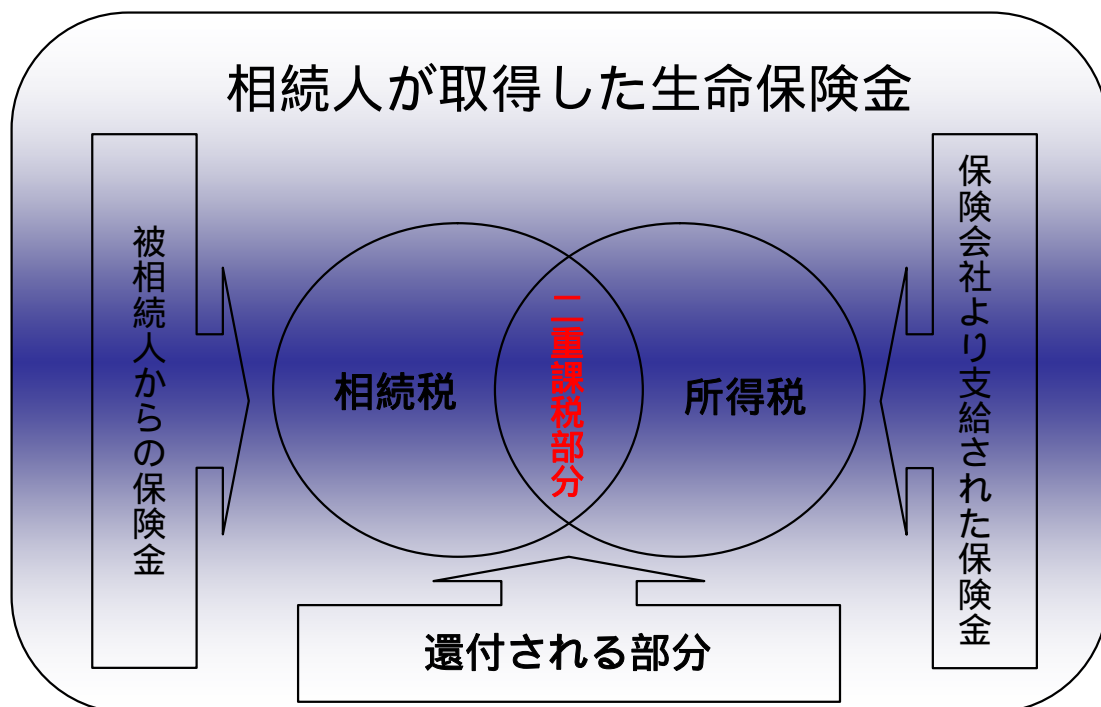 相続人が取得した生命保険金
被相続人からの保険金
相続税
二重課税部分
所得税
保険会社より支給された保険金
還付される部分